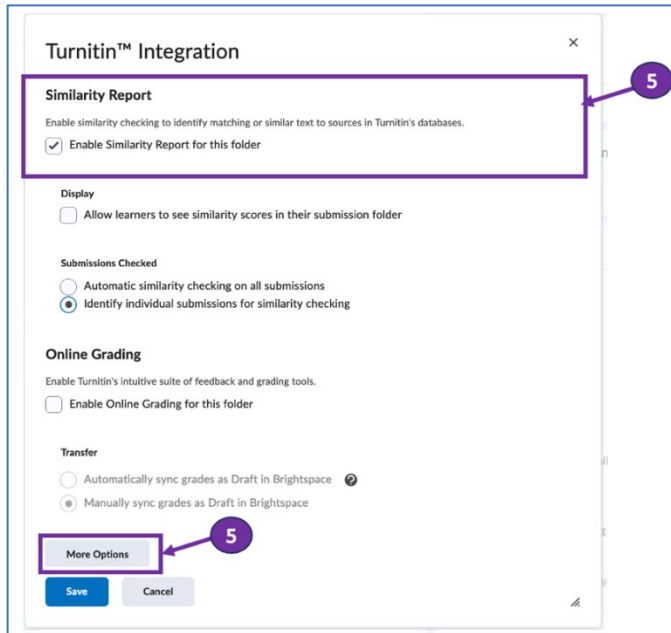 Turnitin™ Integration
×
5
Similarity Report
Enable similarity checking to identify matching or similar text to sources in Turnitin's databases.
Enable Similarity Report for this folder
Display
Allow learners to see similarity scores in their submission folder
Submissions Checked
Automatic similarity checking on all submissions
Identify individual submissions for similarity checking
Online Grading
Enable Turnitin's intuitive suite of feedback and grading tools.
Enable Online Grading for this folder
Transfer
Automatically sync grades as Draft in Brightspace ?
Manually sync grades as Draft in Brightspace
5
More Options
Save Cancel